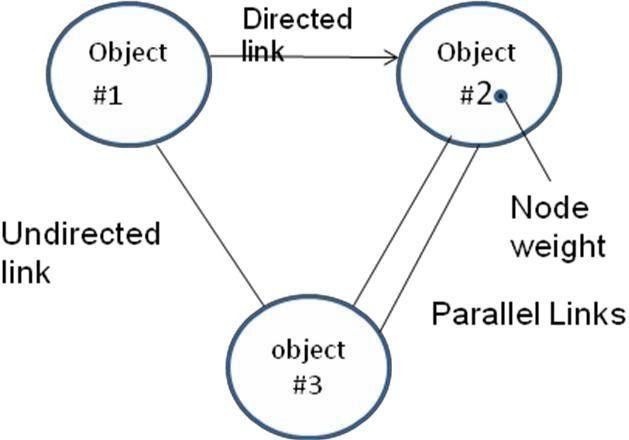 Directed
link
Object
#1
Object
#2
Undirected
link
Node
weight
Parallel Links
object
#3